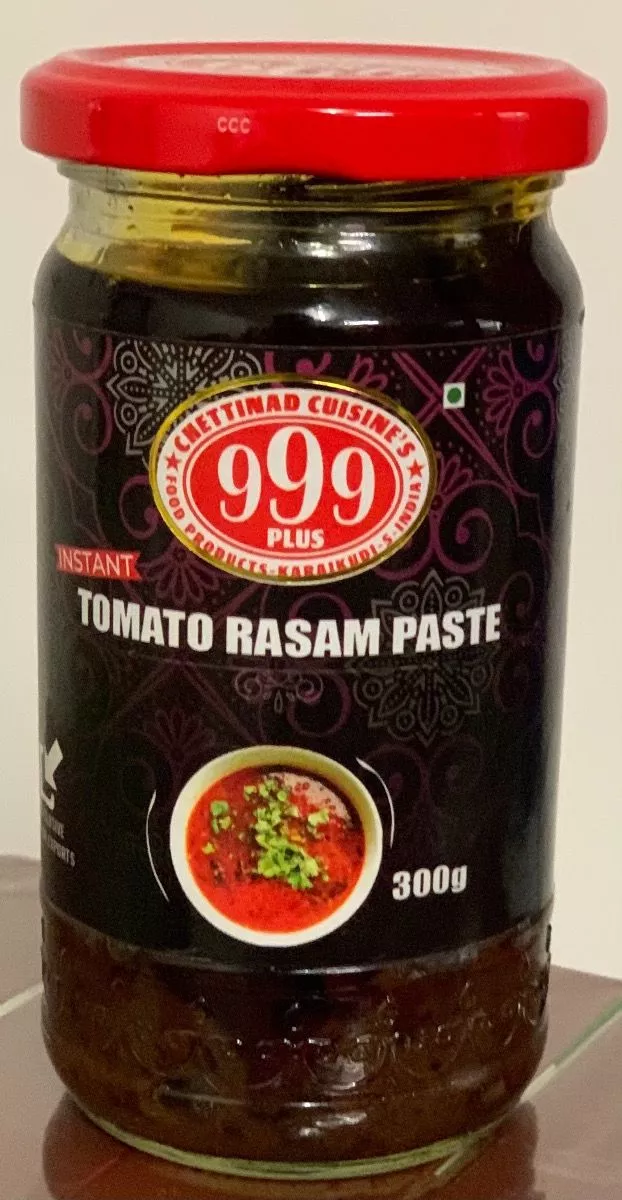 CCC
CHETTINAD CUISINE'S
999
PLUS
FOOD PRODUCTS-KARAIKUDI-S-INDIA
INSTANT
TOMATO RASAM PASTE
300g